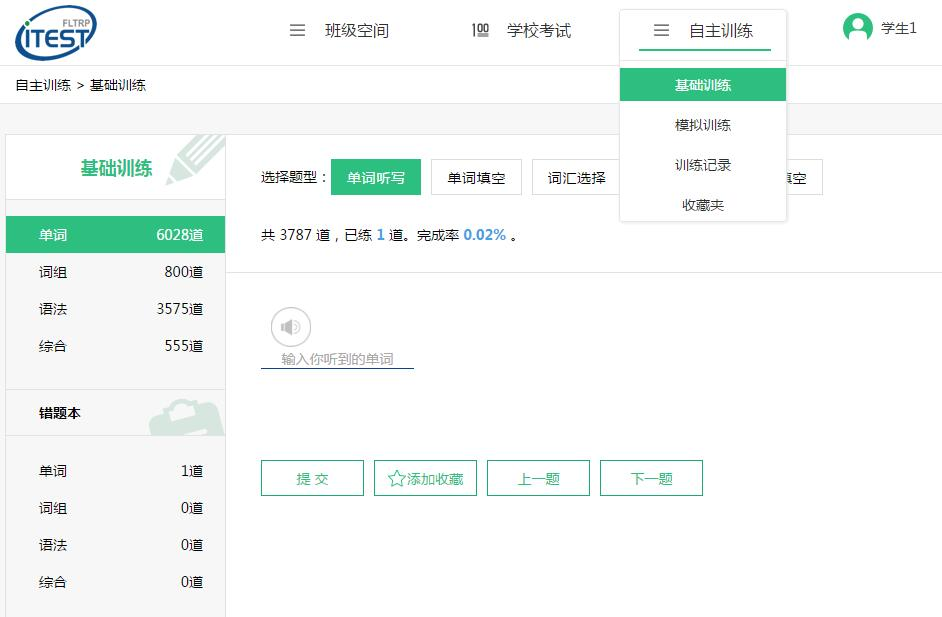 FLTRP
iTEST
班级空间
100 学校考试
自主训练
学生1
自主训练 > 基础训练
基础训练
模拟训练
训练记录
收藏夹
基础训练
选择题型： 单词听写 单词填空 词汇选择 填空
共 3787 道，已练 1 道。完成率 0.02% 。
单词 6028道
词组 800道
语法 3575道
综合 555道
输入你听到的单词
错题本
单词 1道
词组 0道
语法 0道
综合 0道
提 交 添加收藏 上一题 下一题